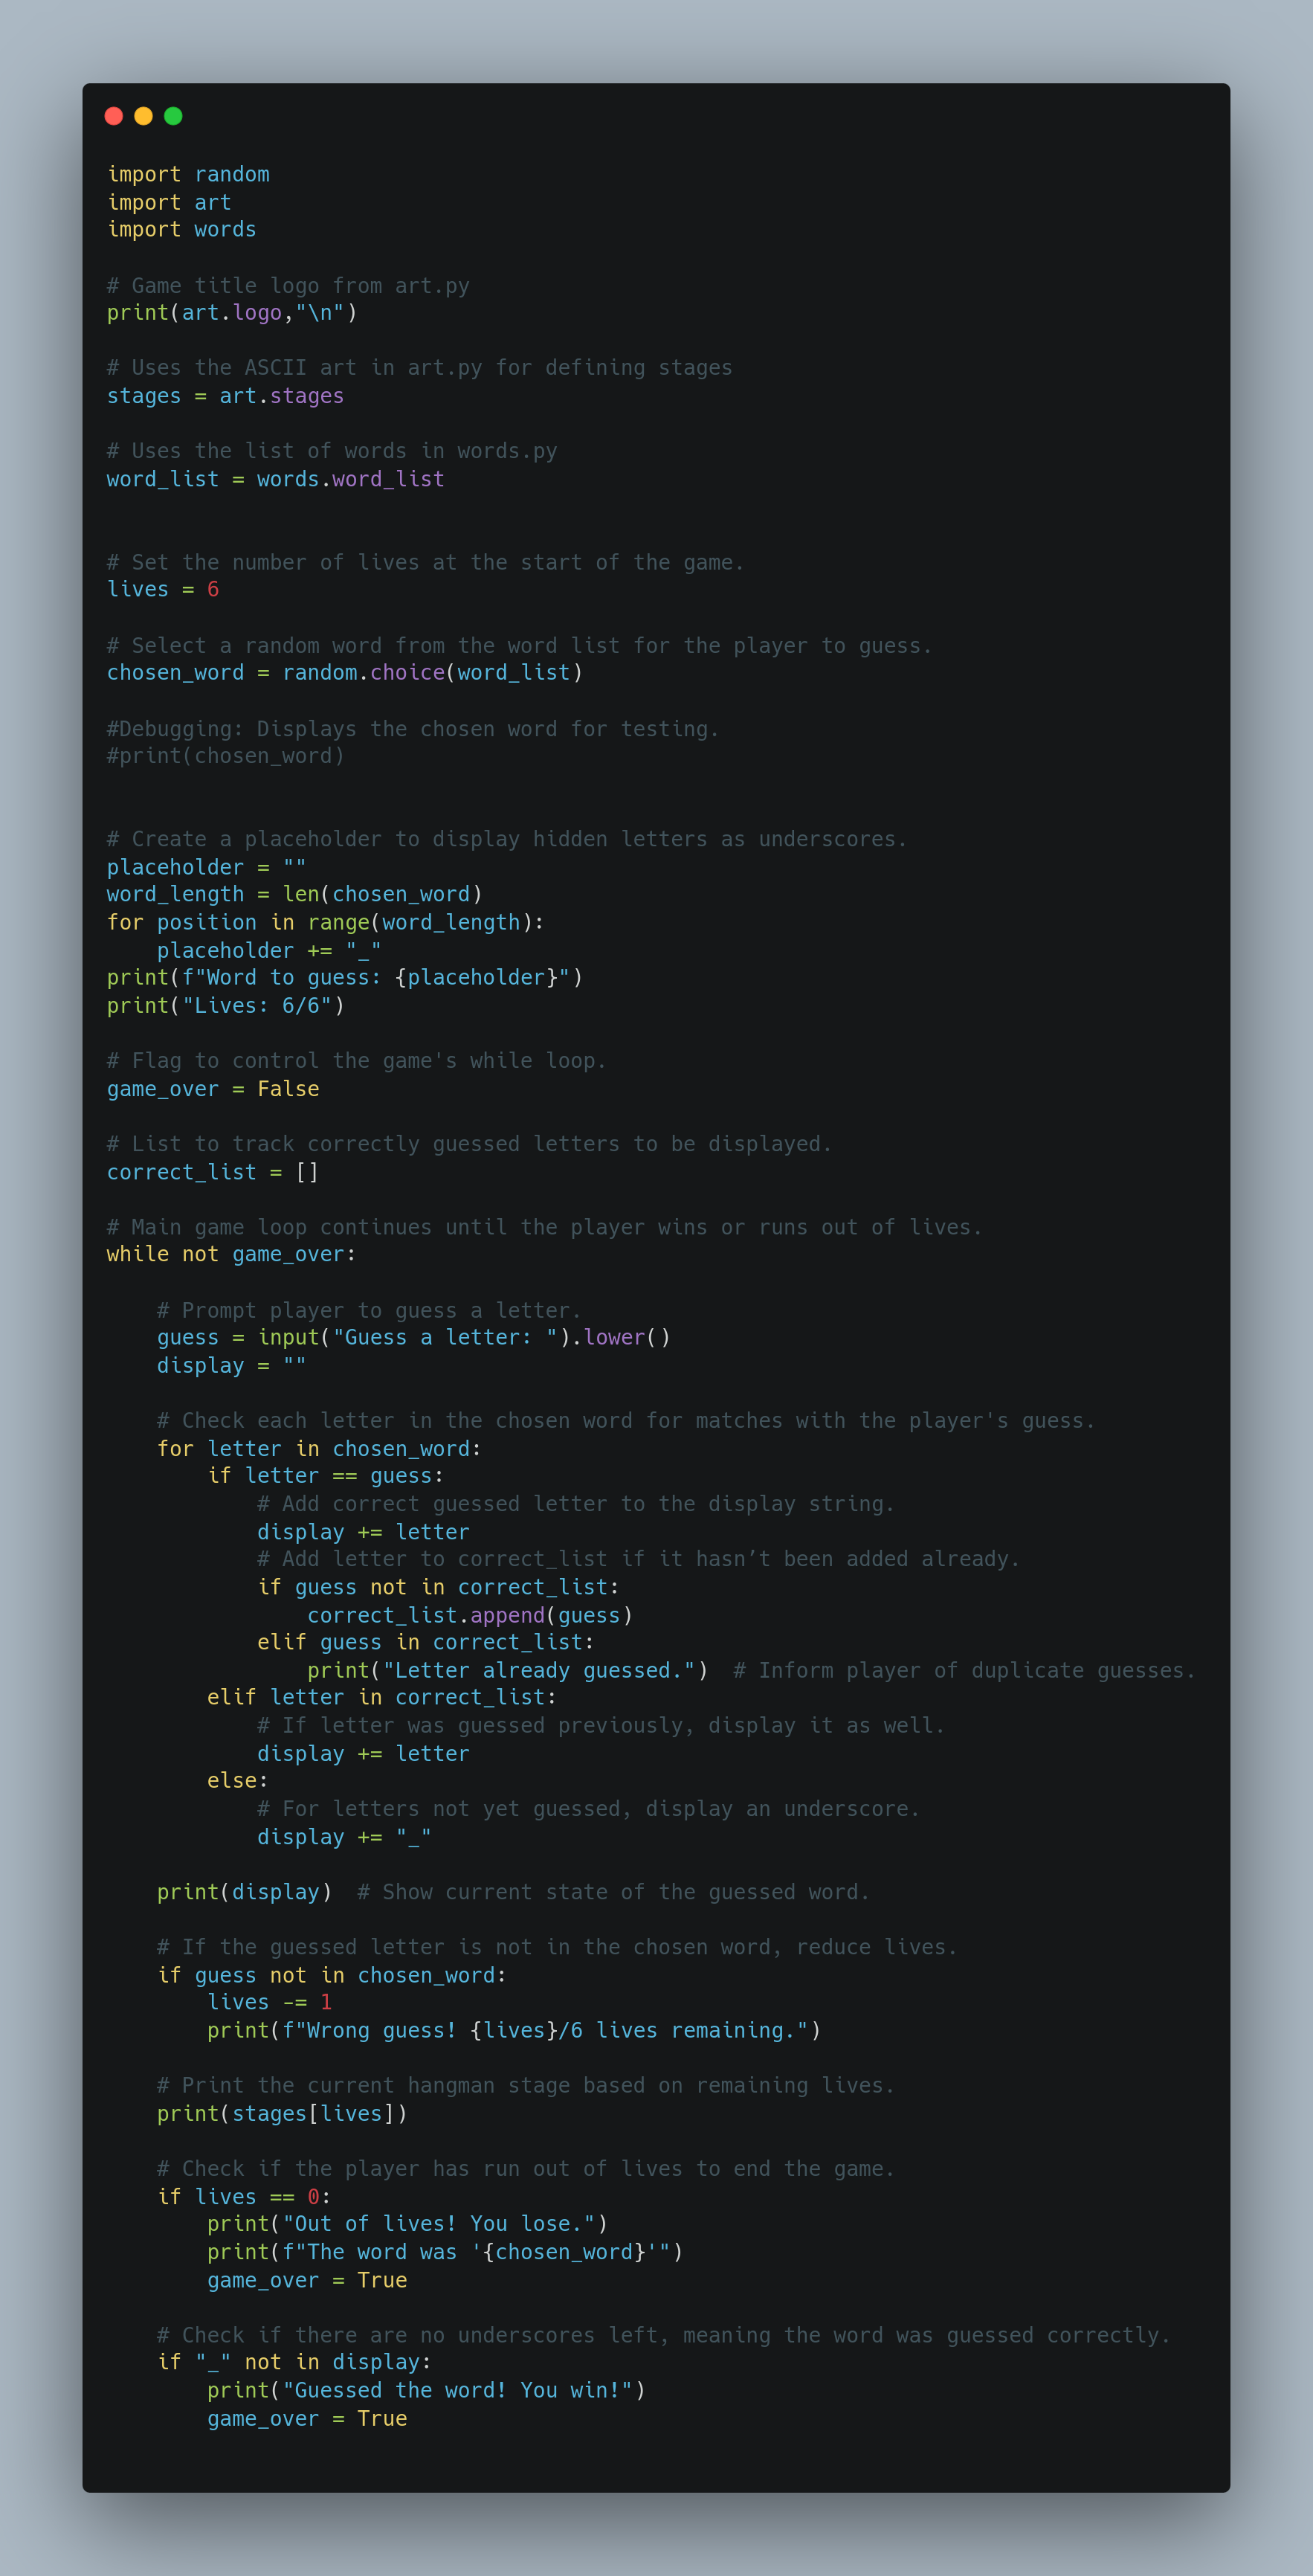 import random
import art
import words

# Game title logo from art.py
print(art.logo,"\n")

# Uses the ASCII art in art.py for defining stages
stages = art.stages

# Uses the list of words in words.py
word_list = words.word_list


# Set the number of lives at the start of the game.
lives = 6

# Select a random word from the word list for the player to guess.
chosen_word = random.choice(word_list)

#Debugging: Displays the chosen word for testing.
#print(chosen_word)


# Create a placeholder to display hidden letters as underscores.
placeholder = ""
word_length = len(chosen_word)
for position in range(word_length):
    placeholder += "_"
print(f"Word to guess: {placeholder}")
print("Lives: 6/6")

# Flag to control the game's while loop.
game_over = False

# List to track correctly guessed letters to be displayed.
correct_list = []

# Main game loop continues until the player wins or runs out of lives.
while not game_over:

    # Prompt player to guess a letter.
    guess = input("Guess a letter: ").lower()
    display = ""

    # Check each letter in the chosen word for matches with the player's guess.
    for letter in chosen_word:
        if letter == guess:
            # Add correct guessed letter to the display string.
            display += letter
            # Add letter to correct_list if it hasn’t been added already.
            if guess not in correct_list:
                correct_list.append(guess)
            elif guess in correct_list:
                print("Letter already guessed.")  # Inform player of duplicate guesses.
        elif letter in correct_list:
            # If letter was guessed previously, display it as well.
            display += letter
        else:
            # For letters not yet guessed, display an underscore.
            display += "_"

    print(display)  # Show current state of the guessed word.

    # If the guessed letter is not in the chosen word, reduce lives.
    if guess not in chosen_word:
        lives -= 1
        print(f"Wrong guess! {lives}/6 lives remaining.")

    # Print the current hangman stage based on remaining lives.
    print(stages[lives])

    # Check if the player has run out of lives to end the game.
    if lives == 0:
        print("Out of lives! You lose.")
        print(f"The word was '{chosen_word}'")
        game_over = True

    # Check if there are no underscores left, meaning the word was guessed correctly.
    if "_" not in display:
        print("Guessed the word! You win!")
        game_over = True